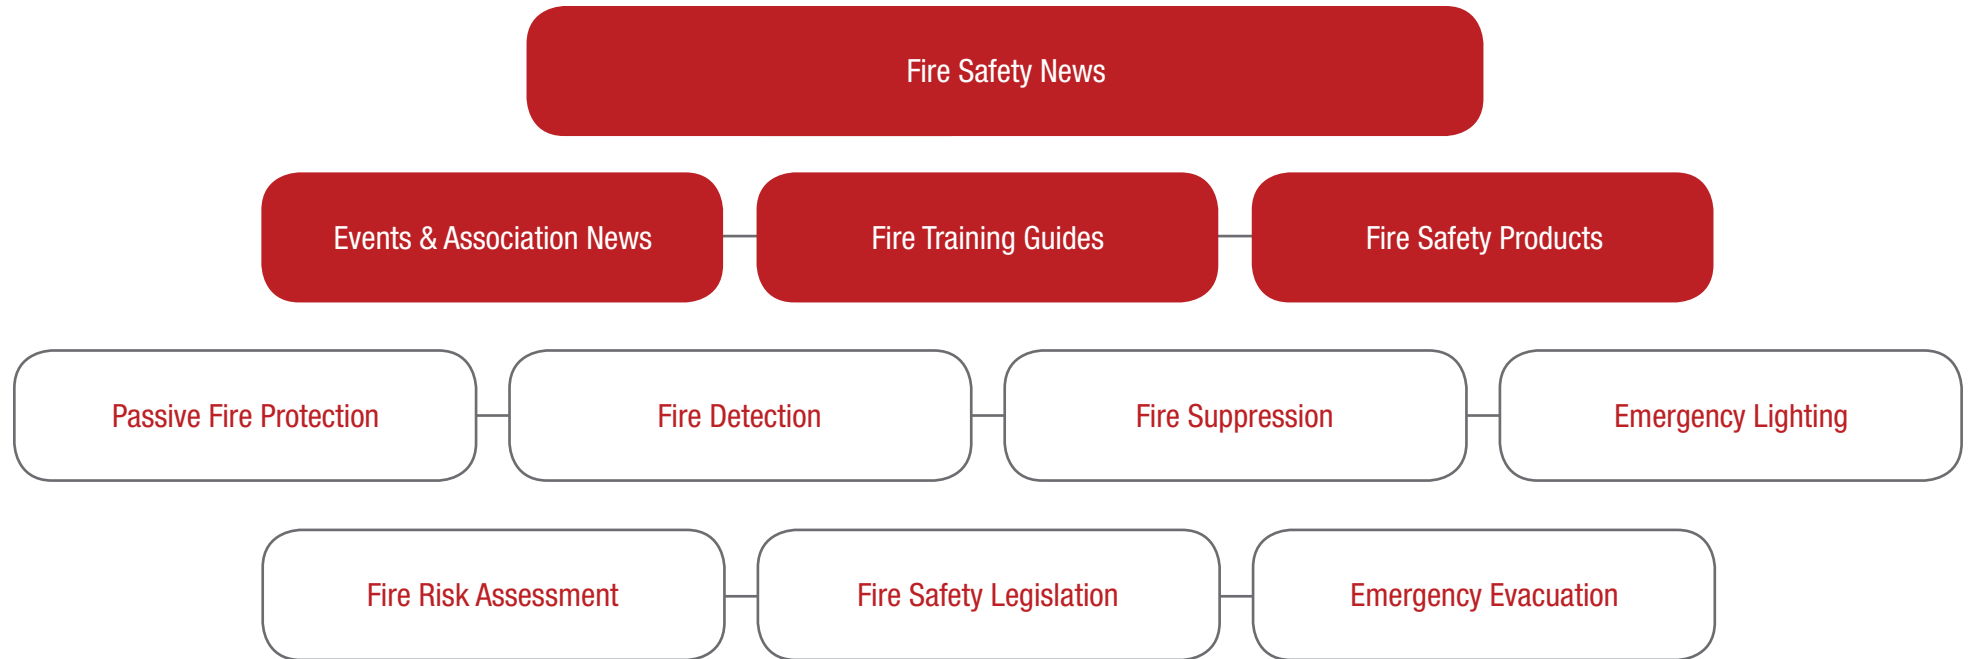 Fire Safety News
Events & Association News
Fire Training Guides
Fire Safety Products
Passive Fire Protection
Fire Detection
Fire Suppression
Emergency Lighting
Fire Risk Assessment
Fire Safety Legislation
Emergency Evacuation